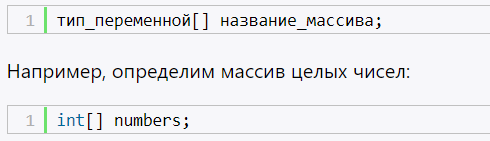 1 тип_переменной[] название_массива;
Например, определим массив целых чисел:
1 int[] numbers;